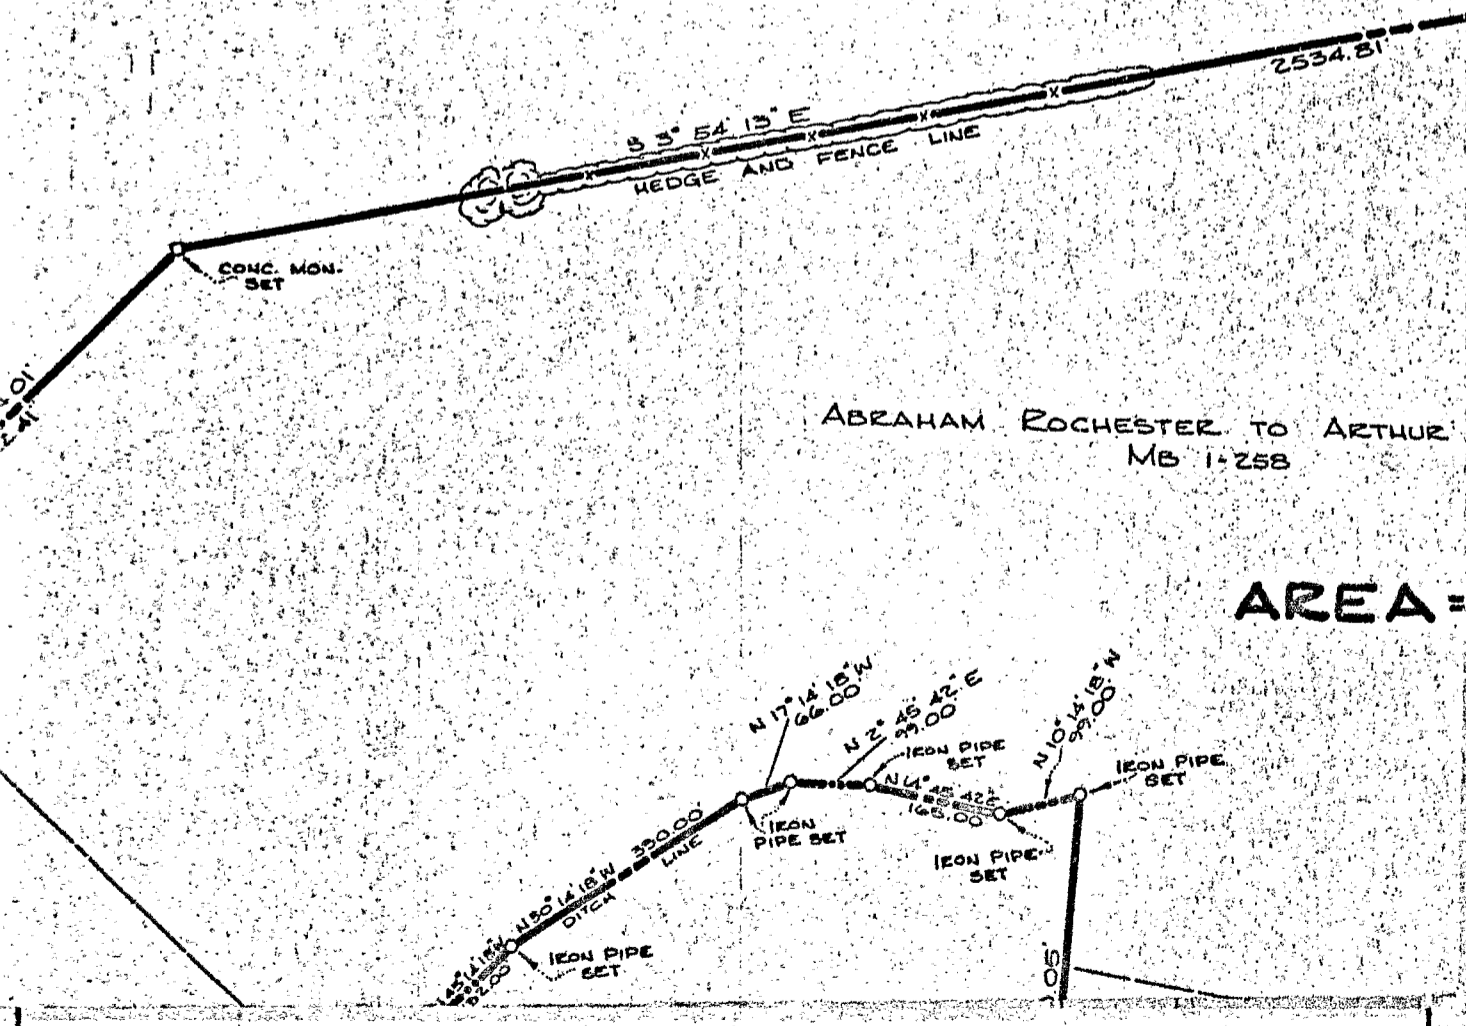 2534.81'
S 3° 54' 13" E
HEDGE AND FENCE LINE
CONC. MON.
SET
ABRAHAM ROCHESTER TO ARTHUR
MB 1-258
AREA =
N 17° 14' 18" W
66.00'
N 2° 45' 42" E
99.00'
N 10° 14' 18" W
99.00'
IRON PIPE
SET
45' 42" E
165.00'
IRON PIPE
SET
IRON
PIPE SET
IRON PIPE
SET
N 30° 14' 18" W 330.00
DITCH LINE
IRON PIPE
SET
.05'